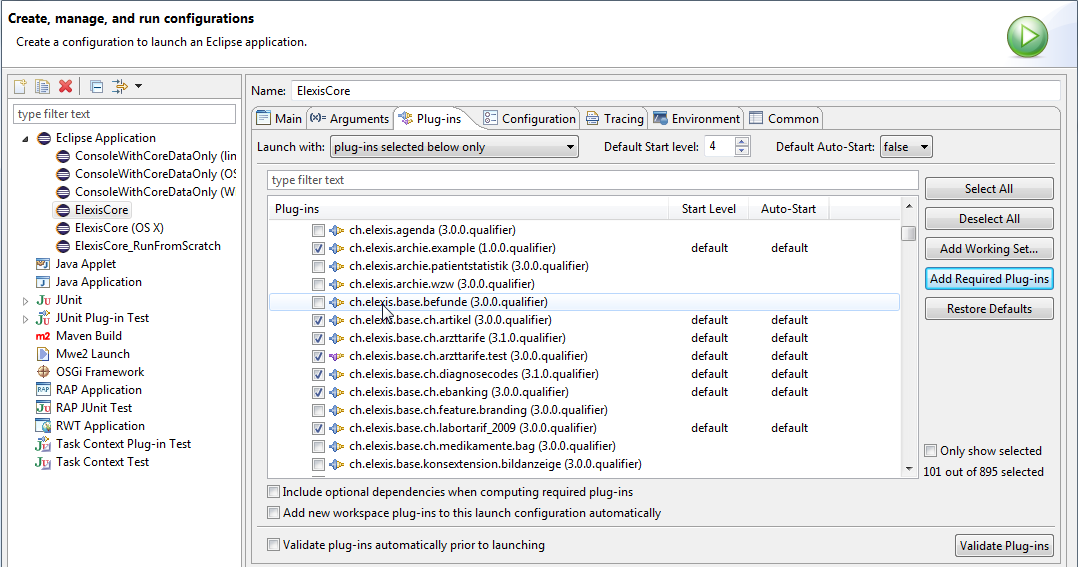 Create, manage, and run configurations
Create a configuration to launch an Eclipse application.
type filter text
Eclipse Application
ConsoleWithCoreDataOnly (lin
ConsoleWithCoreDataOnly (OS
ConsoleWithCoreDataOnly (W
ElexisCore
ElexisCore (OS X)
ElexisCore_RunFromScratch
Java Applet
Java Application
JUnit
JUnit Plug-in Test
Maven Build
Mwe2 Launch
OSGi Framework
RAP Application
RAP JUnit Test
RWT Application
Task Context Plug-in Test
Task Context Test
Name: ElexisCore
Main Arguments Plug-ins Configuration Tracing Environment Common
Launch with: plug-ins selected below only Default Start level: 4 Default Auto-Start: false
type filter text
Plug-ins Start Level Auto-Start
ch.elexis.agenda (3.0.0.qualifier)
ch.elexis.archie.example (1.0.0.qualifier) default default
ch.elexis.archie.patientstatistik (3.0.0.qualifier)
ch.elexis.archie.wzw (3.0.0.qualifier)
ch.elexis.base.befunde (3.0.0.qualifier)
ch.elexis.base.ch.artikel (3.0.0.qualifier) default default
ch.elexis.base.ch.arzttarife (3.1.0.qualifier) default default
ch.elexis.base.ch.arzttarife.test (3.0.0.qualifier) default default
ch.elexis.base.ch.diagnosecodes (3.1.0.qualifier) default default
ch.elexis.base.ch.ebanking (3.0.0.qualifier) default default
ch.elexis.base.ch.feature.branding (3.0.0.qualifier)
ch.elexis.base.ch.labortarif_2009 (3.0.0.qualifier) default default
ch.elexis.base.ch.medikamente.bag (3.0.0.qualifier)
ch.elexis.base.konsextension.bildanzeige (3.0.0.qualifier)
Select All
Deselect All
Add Working Set...
Add Required Plug-ins
Restore Defaults
Only show selected
101 out of 895 selected
Include optional dependencies when computing required plug-ins
Add new workspace plug-ins to this launch configuration automatically
Validate plug-ins automatically prior to launching
Validate Plug-ins